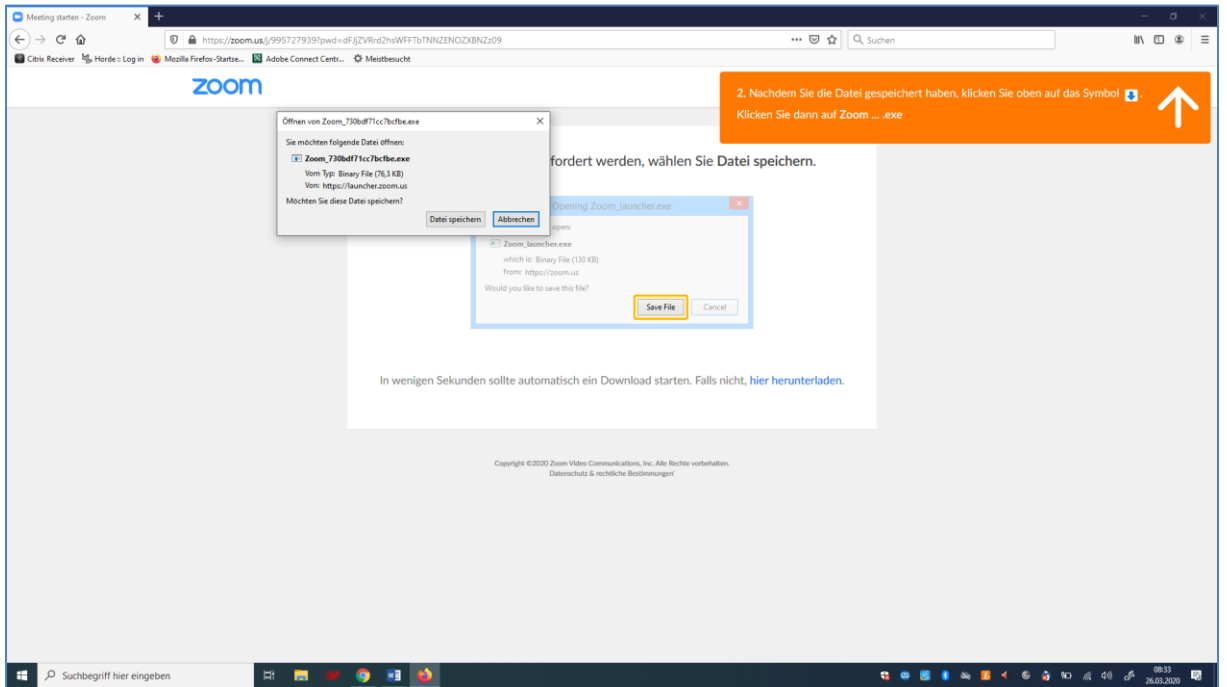 Meeting starten - Zoom
https://zoom.us/j/995727939?pwd=dFJjZVRrd2hsWFFTbTNNZENOZXBNZz09
Suchen
Citrix Receiver
Horde :: Log in
Mozilla Firefox-Startse...
Adobe Connect Centr...
Meistbesucht
zoom
2. Nachdem Sie die Datei gespeichert haben, klicken Sie oben auf das Symbol .
Klicken Sie dann auf Zoom ... .exe
Öffnen von Zoom_730bdf71cc7bcfbe.exe
Sie möchten folgende Datei öffnen:
Zoom_730bdf71cc7bcfbe.exe
Vom Typ: Binary File (76,3 KB)
Von: https://launcher.zoom.us
Möchten Sie diese Datei speichern?
Datei speichern
Abbrechen
fordert werden, wählen Sie Datei speichern.
Opening Zoom_launcher.exe
open:
Zoom_launcher.exe
which is: Binary File (130 KB)
from: https://zoom.us
Would you like to save this file?
Save File
Cancel
In wenigen Sekunden sollte automatisch ein Download starten. Falls nicht, hier herunterladen.
Copyright ©2020 Zoom Video Communications, Inc. Alle Rechte vorbehalten.
Datenschutz & rechtliche Bestimmungen'
Suchbegriff hier eingeben
08:33
26.03.2020